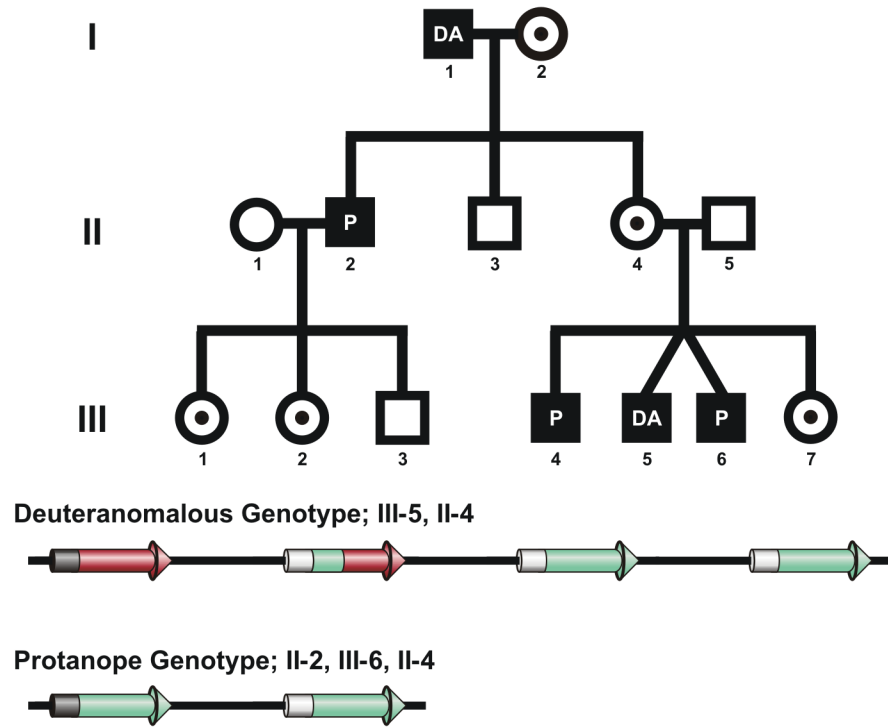 I
DA
1
2
II
P
1
2
3
4
5
III
P
DA
P
1
2
3
4
5
6
7
Deuteranomalous Genotype; III-5, II-4
Protanope Genotype; II-2, III-6, II-4